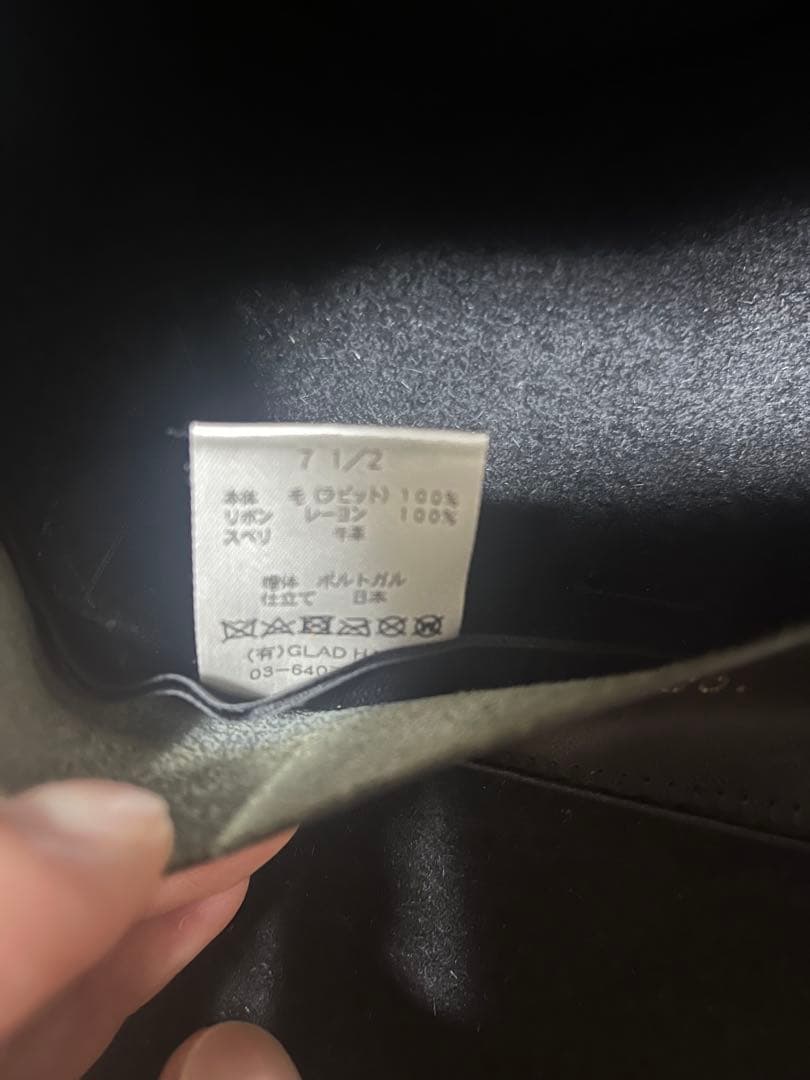 7 1/2
本体 モ(ラビット) 100%
リボン レーヨン 100%
スベリ 牛革
帽体 ポルトガル
仕立て 日本
(有)GLAD HA
03-640